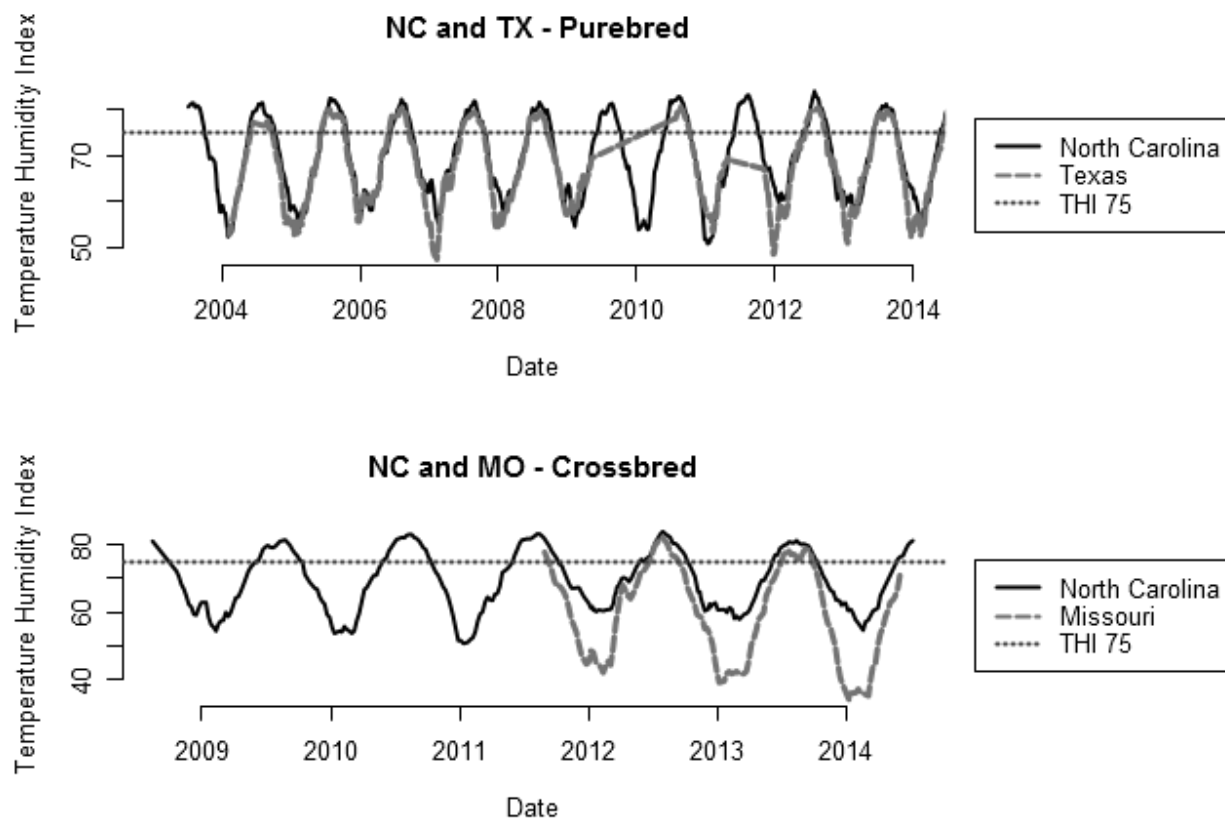 NC and TX - Purebred
Temperature Humidity Index
70
50
2004
2006
2008
2010
2012
2014
Date
North Carolina
Texas
THI 75
NC and MO - Crossbred
Temperature Humidity Index
80
60
40
2009
2010
2011
2012
2013
2014
Date
North Carolina
Missouri
THI 75